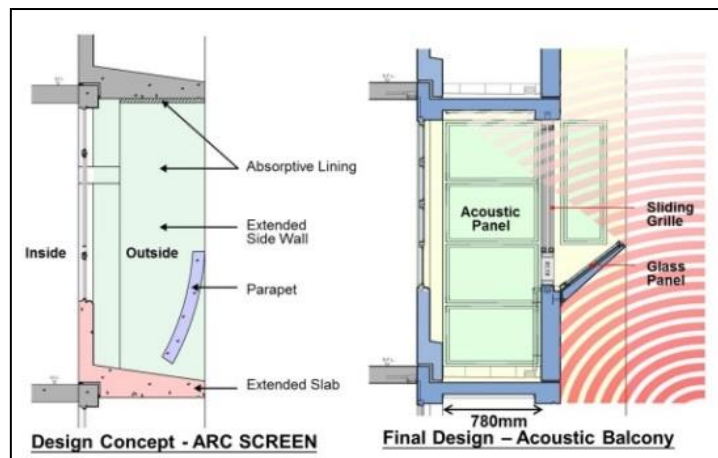 Absorptive Lining
Extended
Side Wall
Inside
Outside
Parapet
Extended Slab
Design Concept - ARC SCREEN
Acoustic
Panel
Sliding
Grille
Glass
Panel
780mm
Final Design – Acoustic Balcony